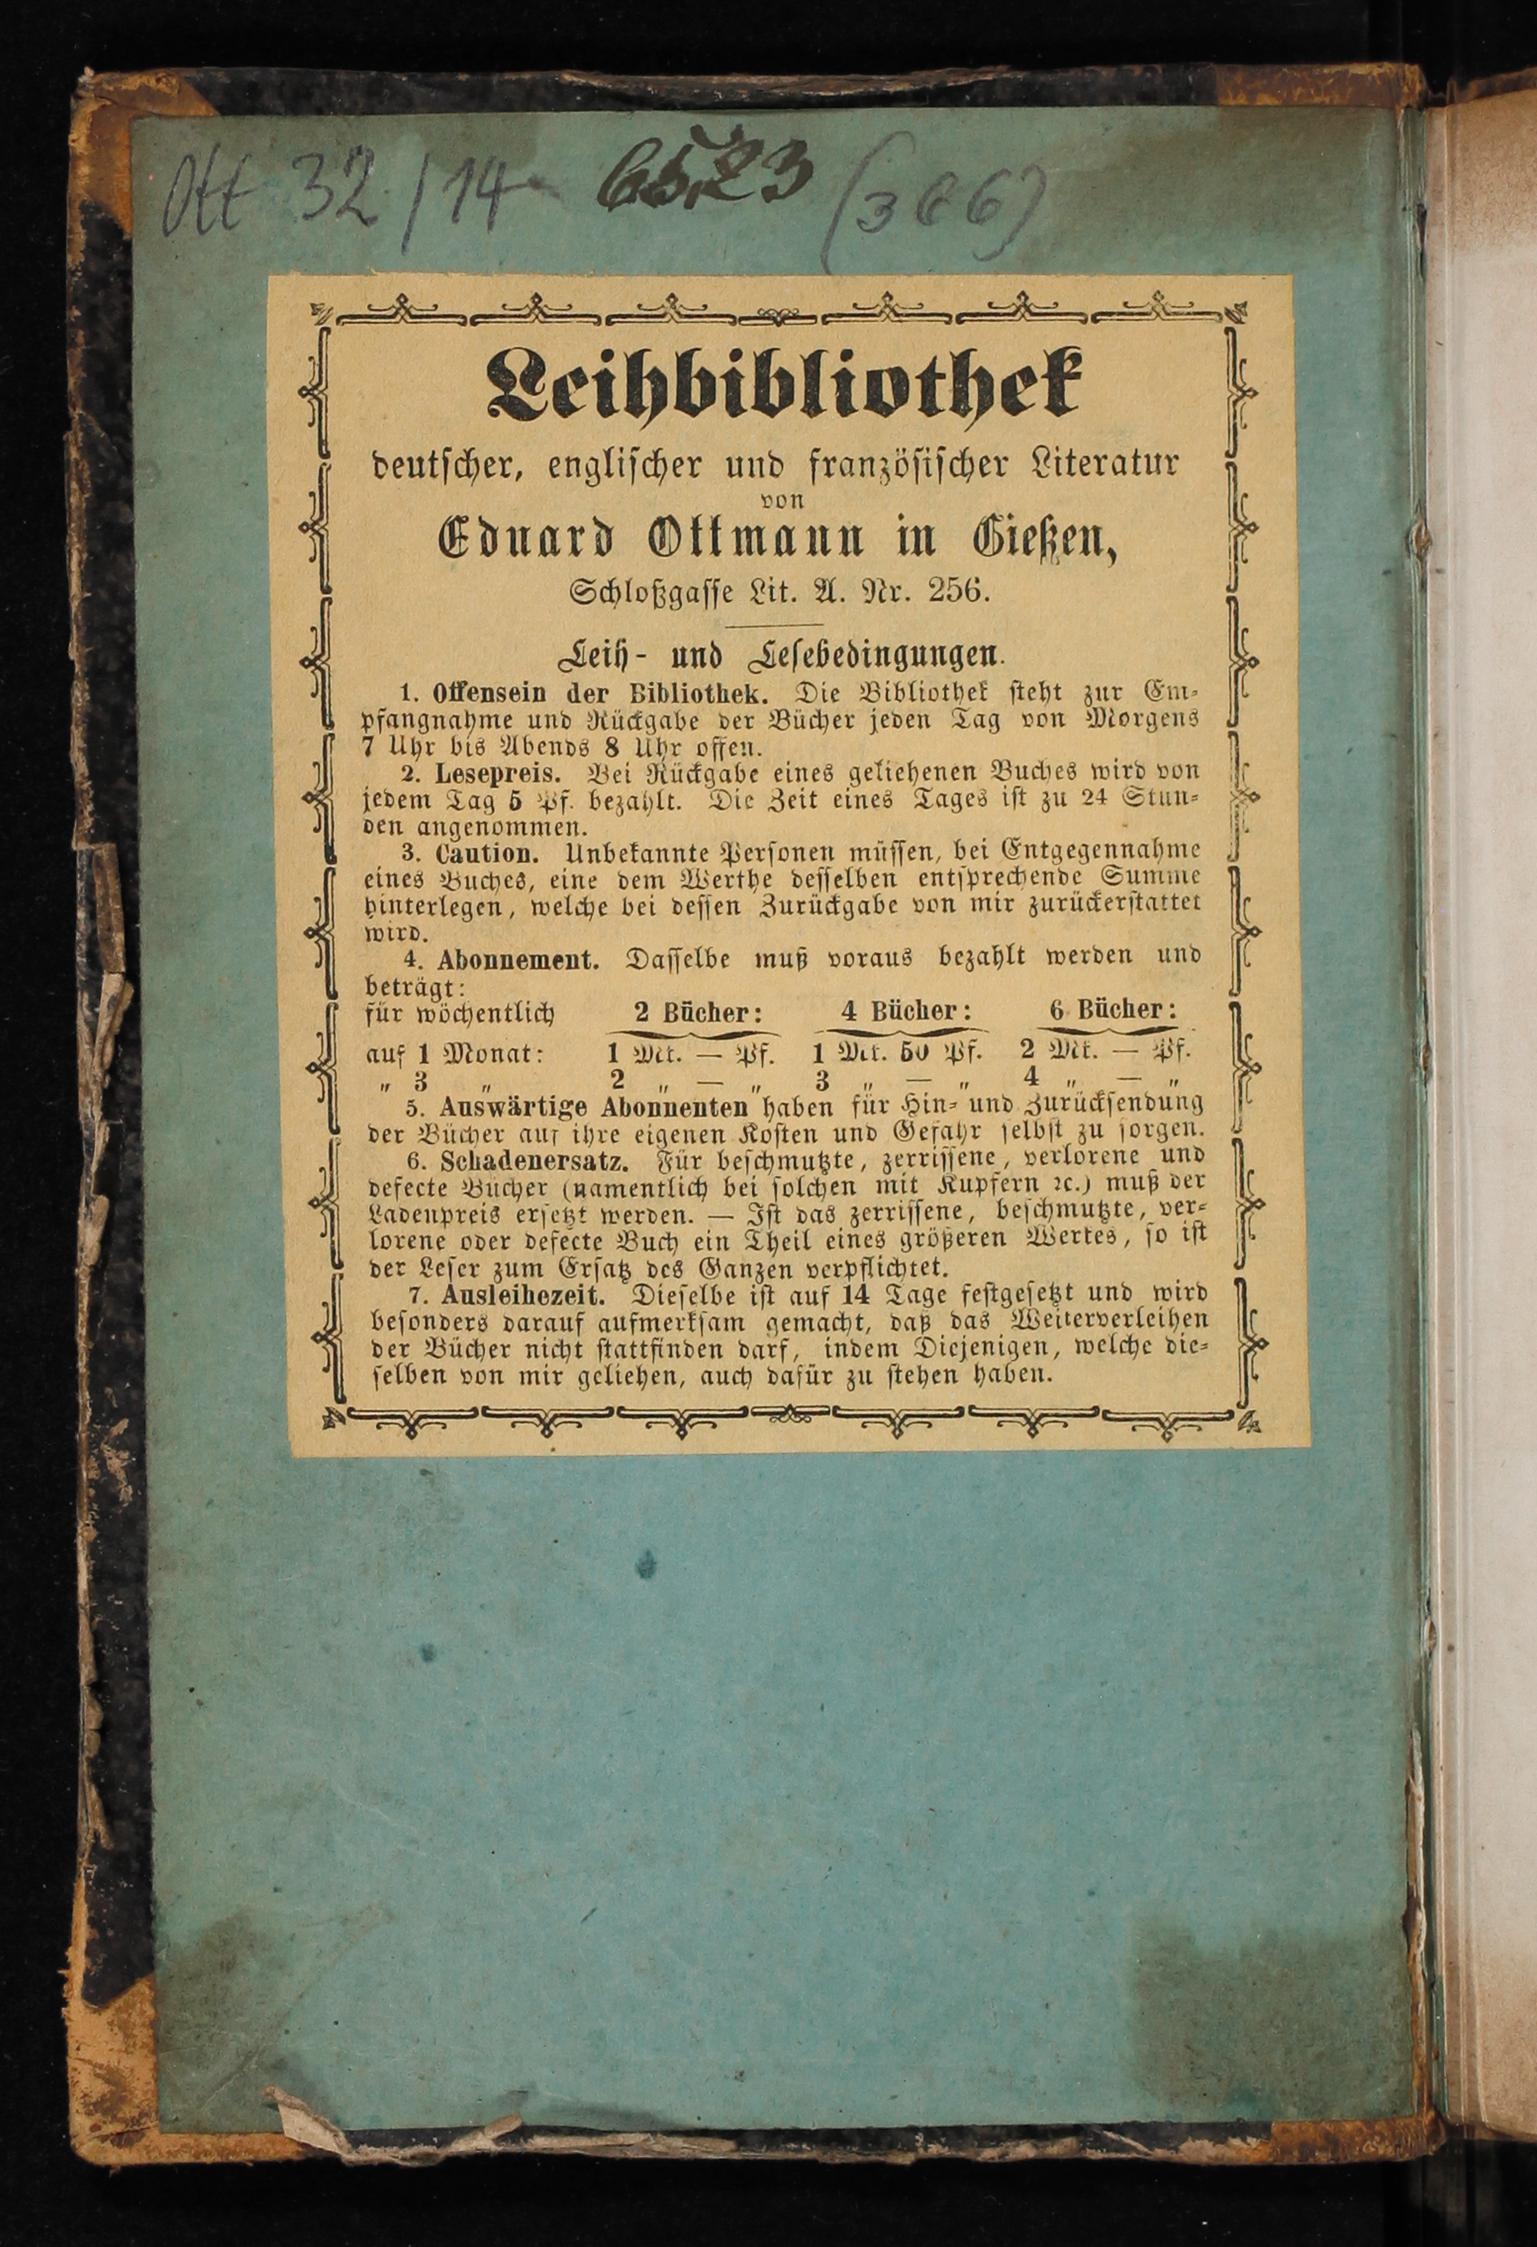 Ott 32/14 6523 (366)
Leihbibliothek
deutscher, englischer und französischer Literatur
von
Eduard Ottmann in Gießen,
Schloßgasse Lit. A. Nr. 256.
Leih- und Lesebedingungen.
1. Offensein der Bibliothek. Die Bibliothek steht zur Em-
pfangnahme und Rückgabe der Bücher jeden Tag von Morgens
7 Uhr bis Abends 8 Uhr offen.
2. Lesepreis. Bei Rückgabe eines geliehenen Buches wird von
jedem Tag 5 Pf. bezahlt. Die Zeit eines Tages ist zu 24 Stun-
den angenommen.
3. Caution. Unbekannte Personen müssen, bei Entgegennahme
eines Buches, eine dem Werthe desselben entsprechende Summe
hinterlegen, welche bei dessen Zurückgabe von mir zurückerstattet
wird.
4. Abonnement. Dasselbe muß voraus bezahlt werden und
beträgt:
für wöchentlich 2 Bücher: 4 Bücher: 6 Bücher:
auf 1 Monat: 1 Mk. — Pf. 1 Mk. 50 Pf. 2 Mk. — Pf.
„ 3 „ 2 „ — „ 3 „ — „ 4 „ — „
5. Auswärtige Abonnenten haben für Hin- und Zurücksendung
der Bücher auf ihre eigenen Kosten und Gefahr selbst zu sorgen.
6. Schadenersatz. Für beschmutzte, zerrissene, verlorene und
defecte Bücher (namentlich bei solchen mit Kupfern ꝛc.) muß der
Ladenpreis ersetzt werden. — Ist das zerrissene, beschmutzte, ver-
lorene oder defecte Buch ein Theil eines größeren Wertes, so ist
der Leser zum Ersatz des Ganzen verpflichtet.
7. Ausleihezeit. Dieselbe ist auf 14 Tage festgesetzt und wird
besonders darauf aufmerksam gemacht, daß das Weiterverleihen
der Bücher nicht stattfinden darf, indem Diejenigen, welche die-
selben von mir geliehen, auch dafür zu stehen haben.